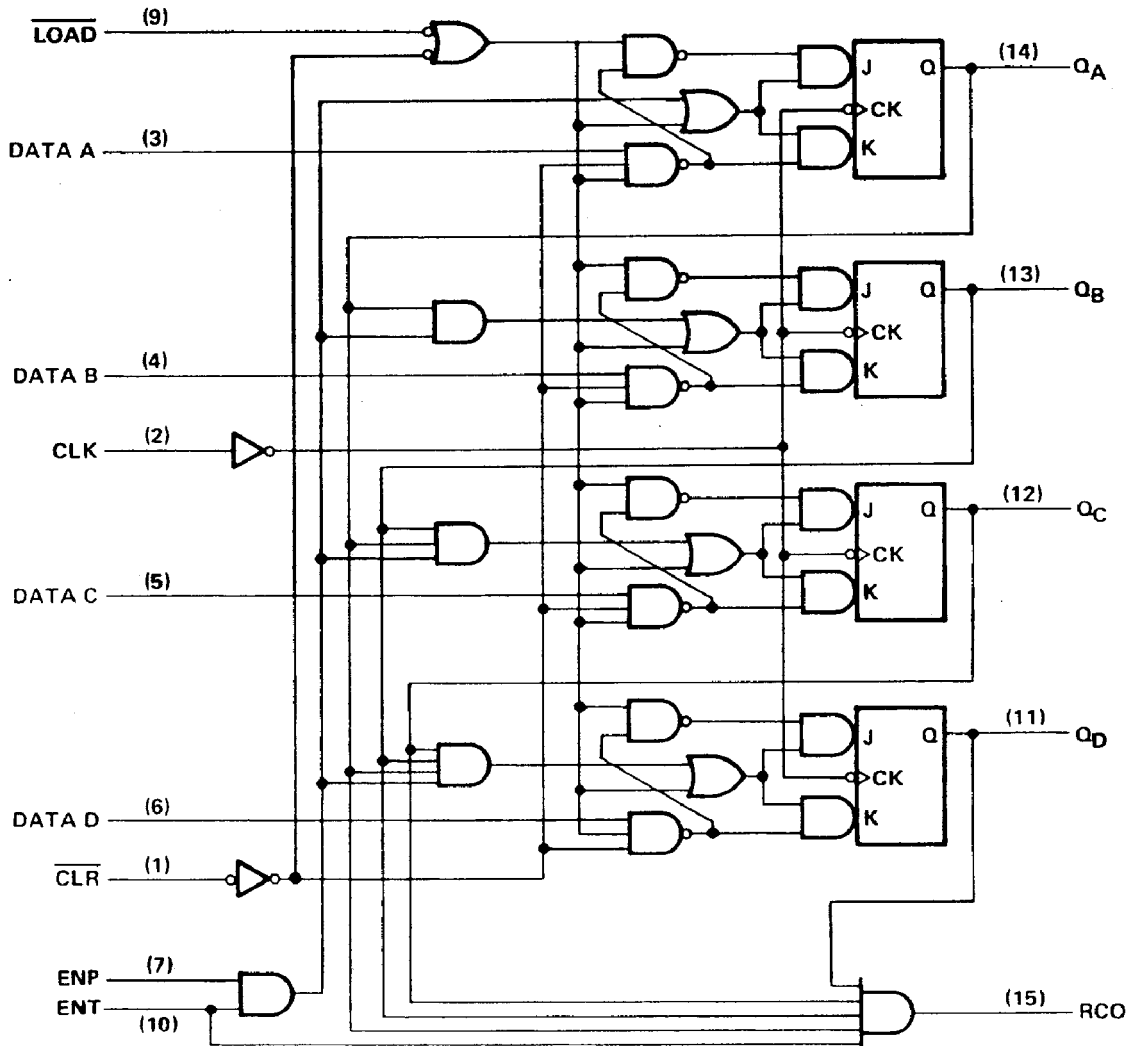 (9)
LOAD
(14)
J Q QA
CK
(3)
DATA A
K
(13)
J Q QB
CK
(4)
DATA B
K
(2)
CLK
(12)
J Q QC
CK
(5)
DATA C
K
(11)
J Q QD
CK
(6)
DATA D
K
(1)
CLR
(7)
ENP
ENT
(10)
(15)
RCO